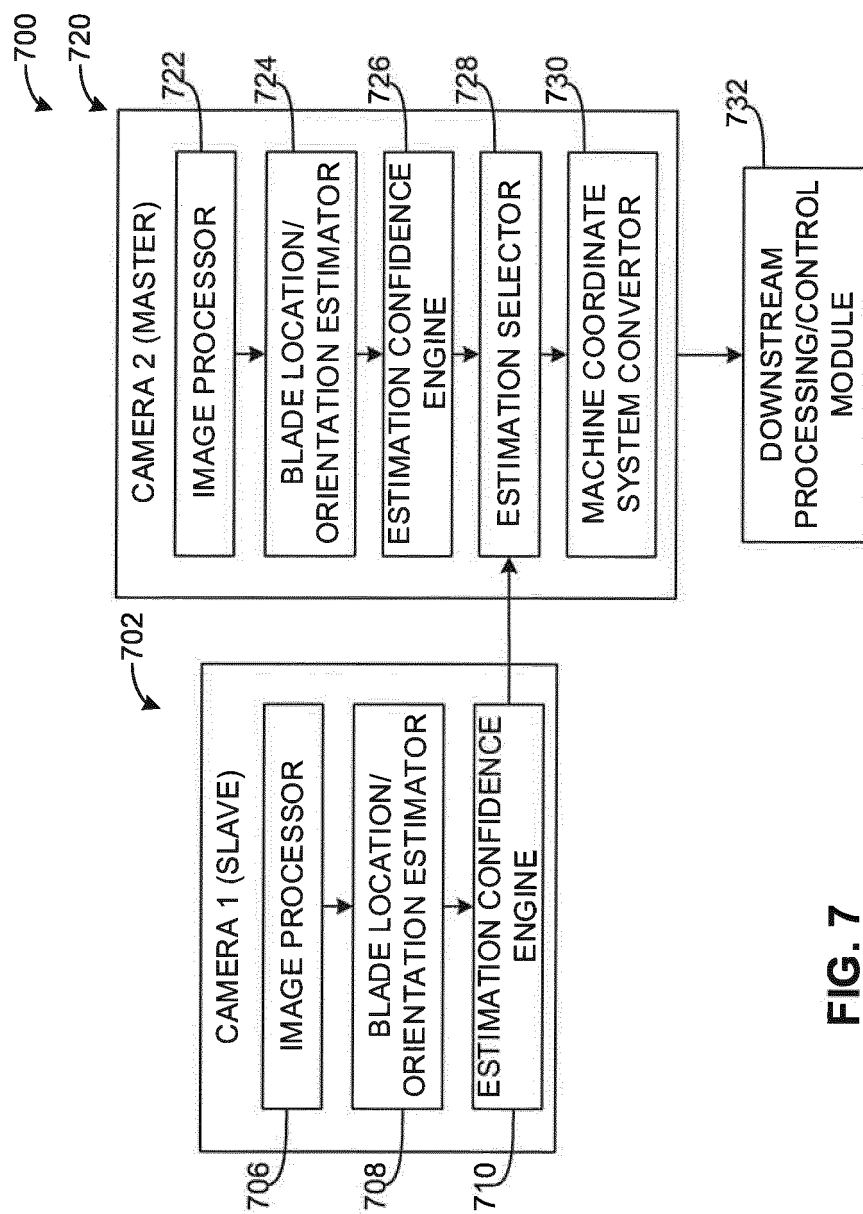 700
720
702
CAMERA 1 (SLAVE)
706
IMAGE PROCESSOR
708
BLADE LOCATION/
ORIENTATION ESTIMATOR
710
ESTIMATION CONFIDENCE
ENGINE
CAMERA 2 (MASTER)
722
IMAGE PROCESSOR
724
BLADE LOCATION/
ORIENTATION ESTIMATOR
726
ESTIMATION CONFIDENCE
ENGINE
728
ESTIMATION SELECTOR
730
MACHINE COORDINATE
SYSTEM CONVERTOR
732
DOWNSTREAM
PROCESSING/CONTROL
MODULE
FIG. 7